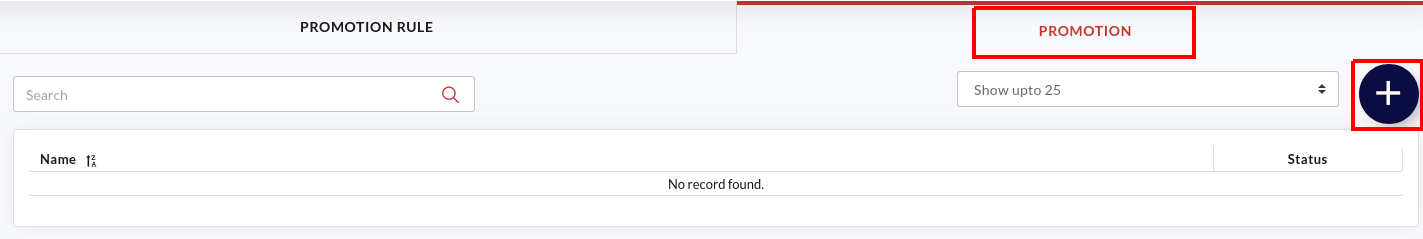 PROMOTION RULE
PROMOTION
Search
Show upto 25
Name
Status
No record found.